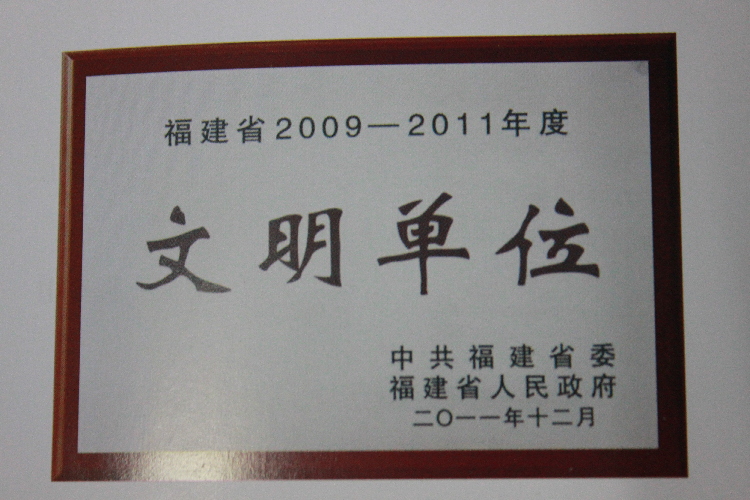 福建省2009—2011年度
文明单位
中共福建省委
福建省人民政府
二〇一一年十二月